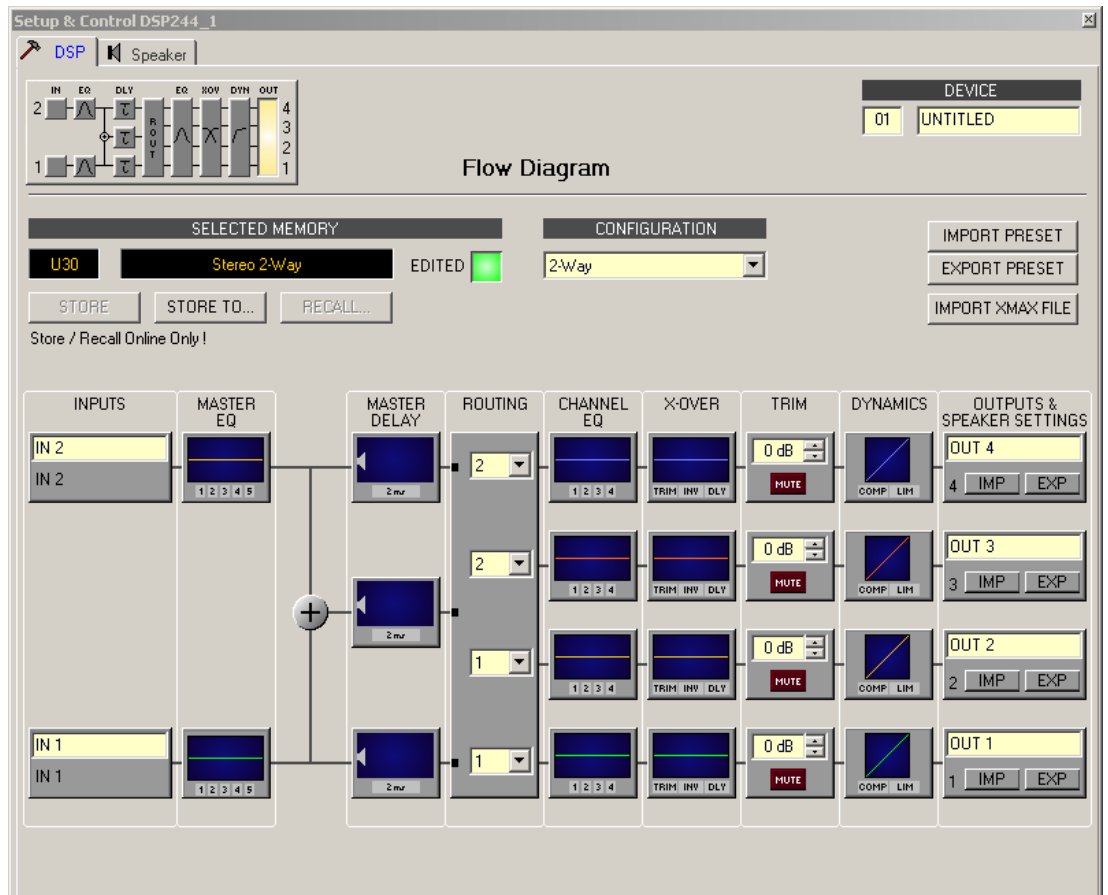 Setup & Control DSP244_1
DSP Speaker
IN EQ DLY EQ XOV DYN OUT
2 τ 4
τ ROUT 3
2
1 τ 1
DEVICE
01 UNTITLED
Flow Diagram
SELECTED MEMORY
CONFIGURATION
U30 Stereo 2-Way EDITED
2-Way
IMPORT PRESET
EXPORT PRESET
IMPORT XMAX FILE
STORE STORE TO... RECALL...
Store / Recall Online Only !
INPUTS MASTER EQ MASTER DELAY ROUTING CHANNEL EQ X-OVER TRIM DYNAMICS OUTPUTS & SPEAKER SETTINGS
IN 2 0 dB OUT 4
IN 2 2 MUTE 4 IMP EXP
1 2 3 4 5 2 ms 1 2 3 4 TRIM INV DLY COMP LIM
0 dB OUT 3
2 MUTE 3 IMP EXP
1 2 3 4 TRIM INV DLY COMP LIM
+
2 ms
0 dB OUT 2
1 MUTE 2 IMP EXP
1 2 3 4 TRIM INV DLY COMP LIM
IN 1 0 dB OUT 1
IN 1 1 MUTE 1 IMP EXP
1 2 3 4 5 2 ms 1 2 3 4 TRIM INV DLY COMP LIM